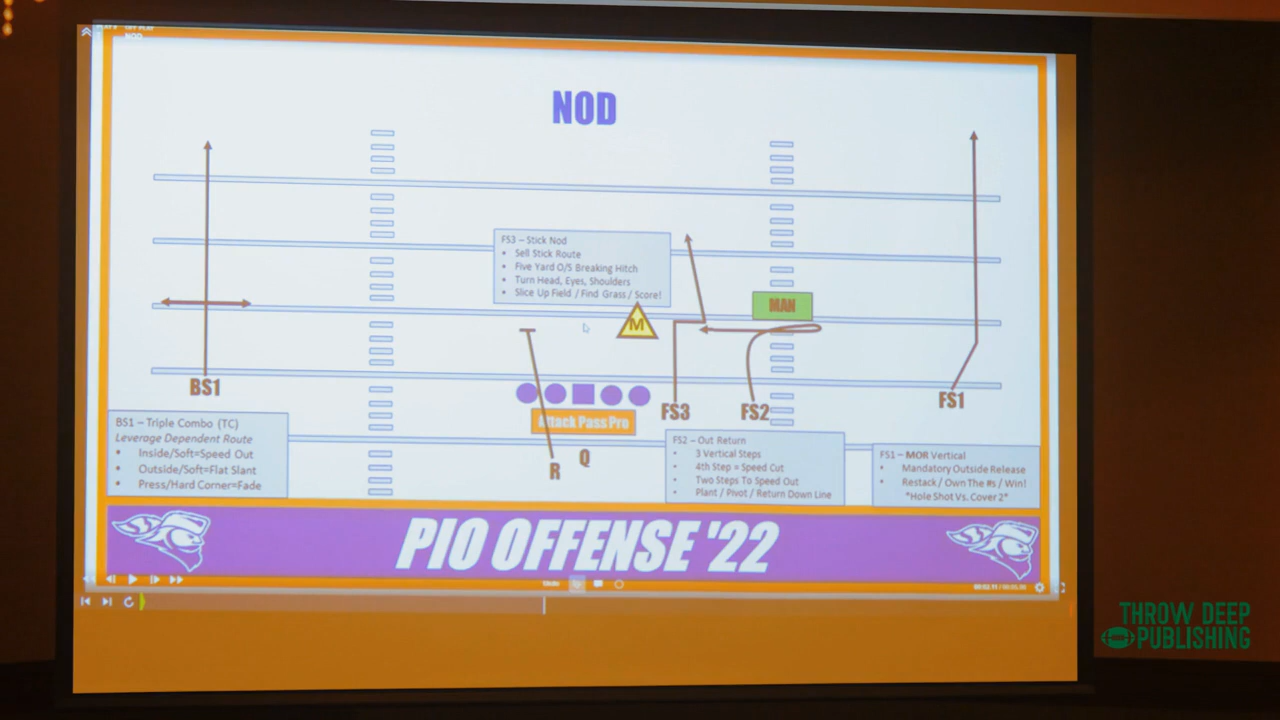 NOD
NOD
FS3 – Stick Nod
• Sell Stick Route
• Five Yard O/S Breaking Hitch
• Turn Head, Eyes, Shoulders
• Slice Up Field / Find Grass / Score!
MAN
M
BS1
FS3
FS2
FS1
Attack Pass Pro
R
Q
BS1 – Triple Combo (TC)
Leverage Dependent Route
• Inside/Soft=Speed Out
• Outside/Soft=Flat Slant
• Press/Hard Corner=Fade
FS2 – Out Return
• 3 Vertical Steps
• 4th Step = Speed Cut
• Two Steps To Speed Out
• Plant / Pivot / Return Down Line
FS1 – MOR Vertical
• Mandatory Outside Release
• Restack / Own The #s / Win!
*Hole Shot Vs. Cover 2*
PIO OFFENSE '22
THROW DEEP
PUBLISHING